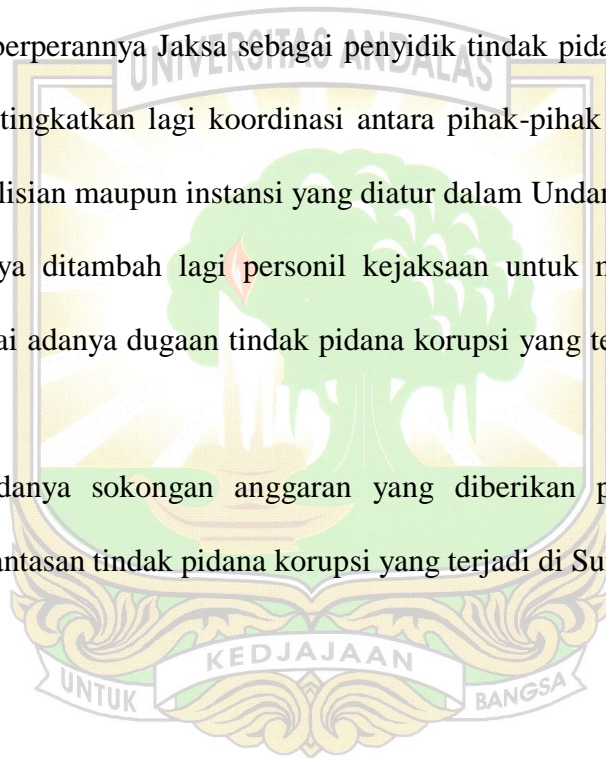 UNIVERSITAS ANDALAS
berperannya Jaksa sebagai penyidik tindak pida
tingkatkan lagi koordinasi antara pihak-pihak
lisian maupun instansi yang diatur dalam Undan
ya ditambah lagi personil kejaksaan untuk m
ai adanya dugaan tindak pidana korupsi yang te
danya sokongan anggaran yang diberikan p
antasan tindak pidana korupsi yang terjadi di Su
UNTUK KEDJAJAAN BANGSA